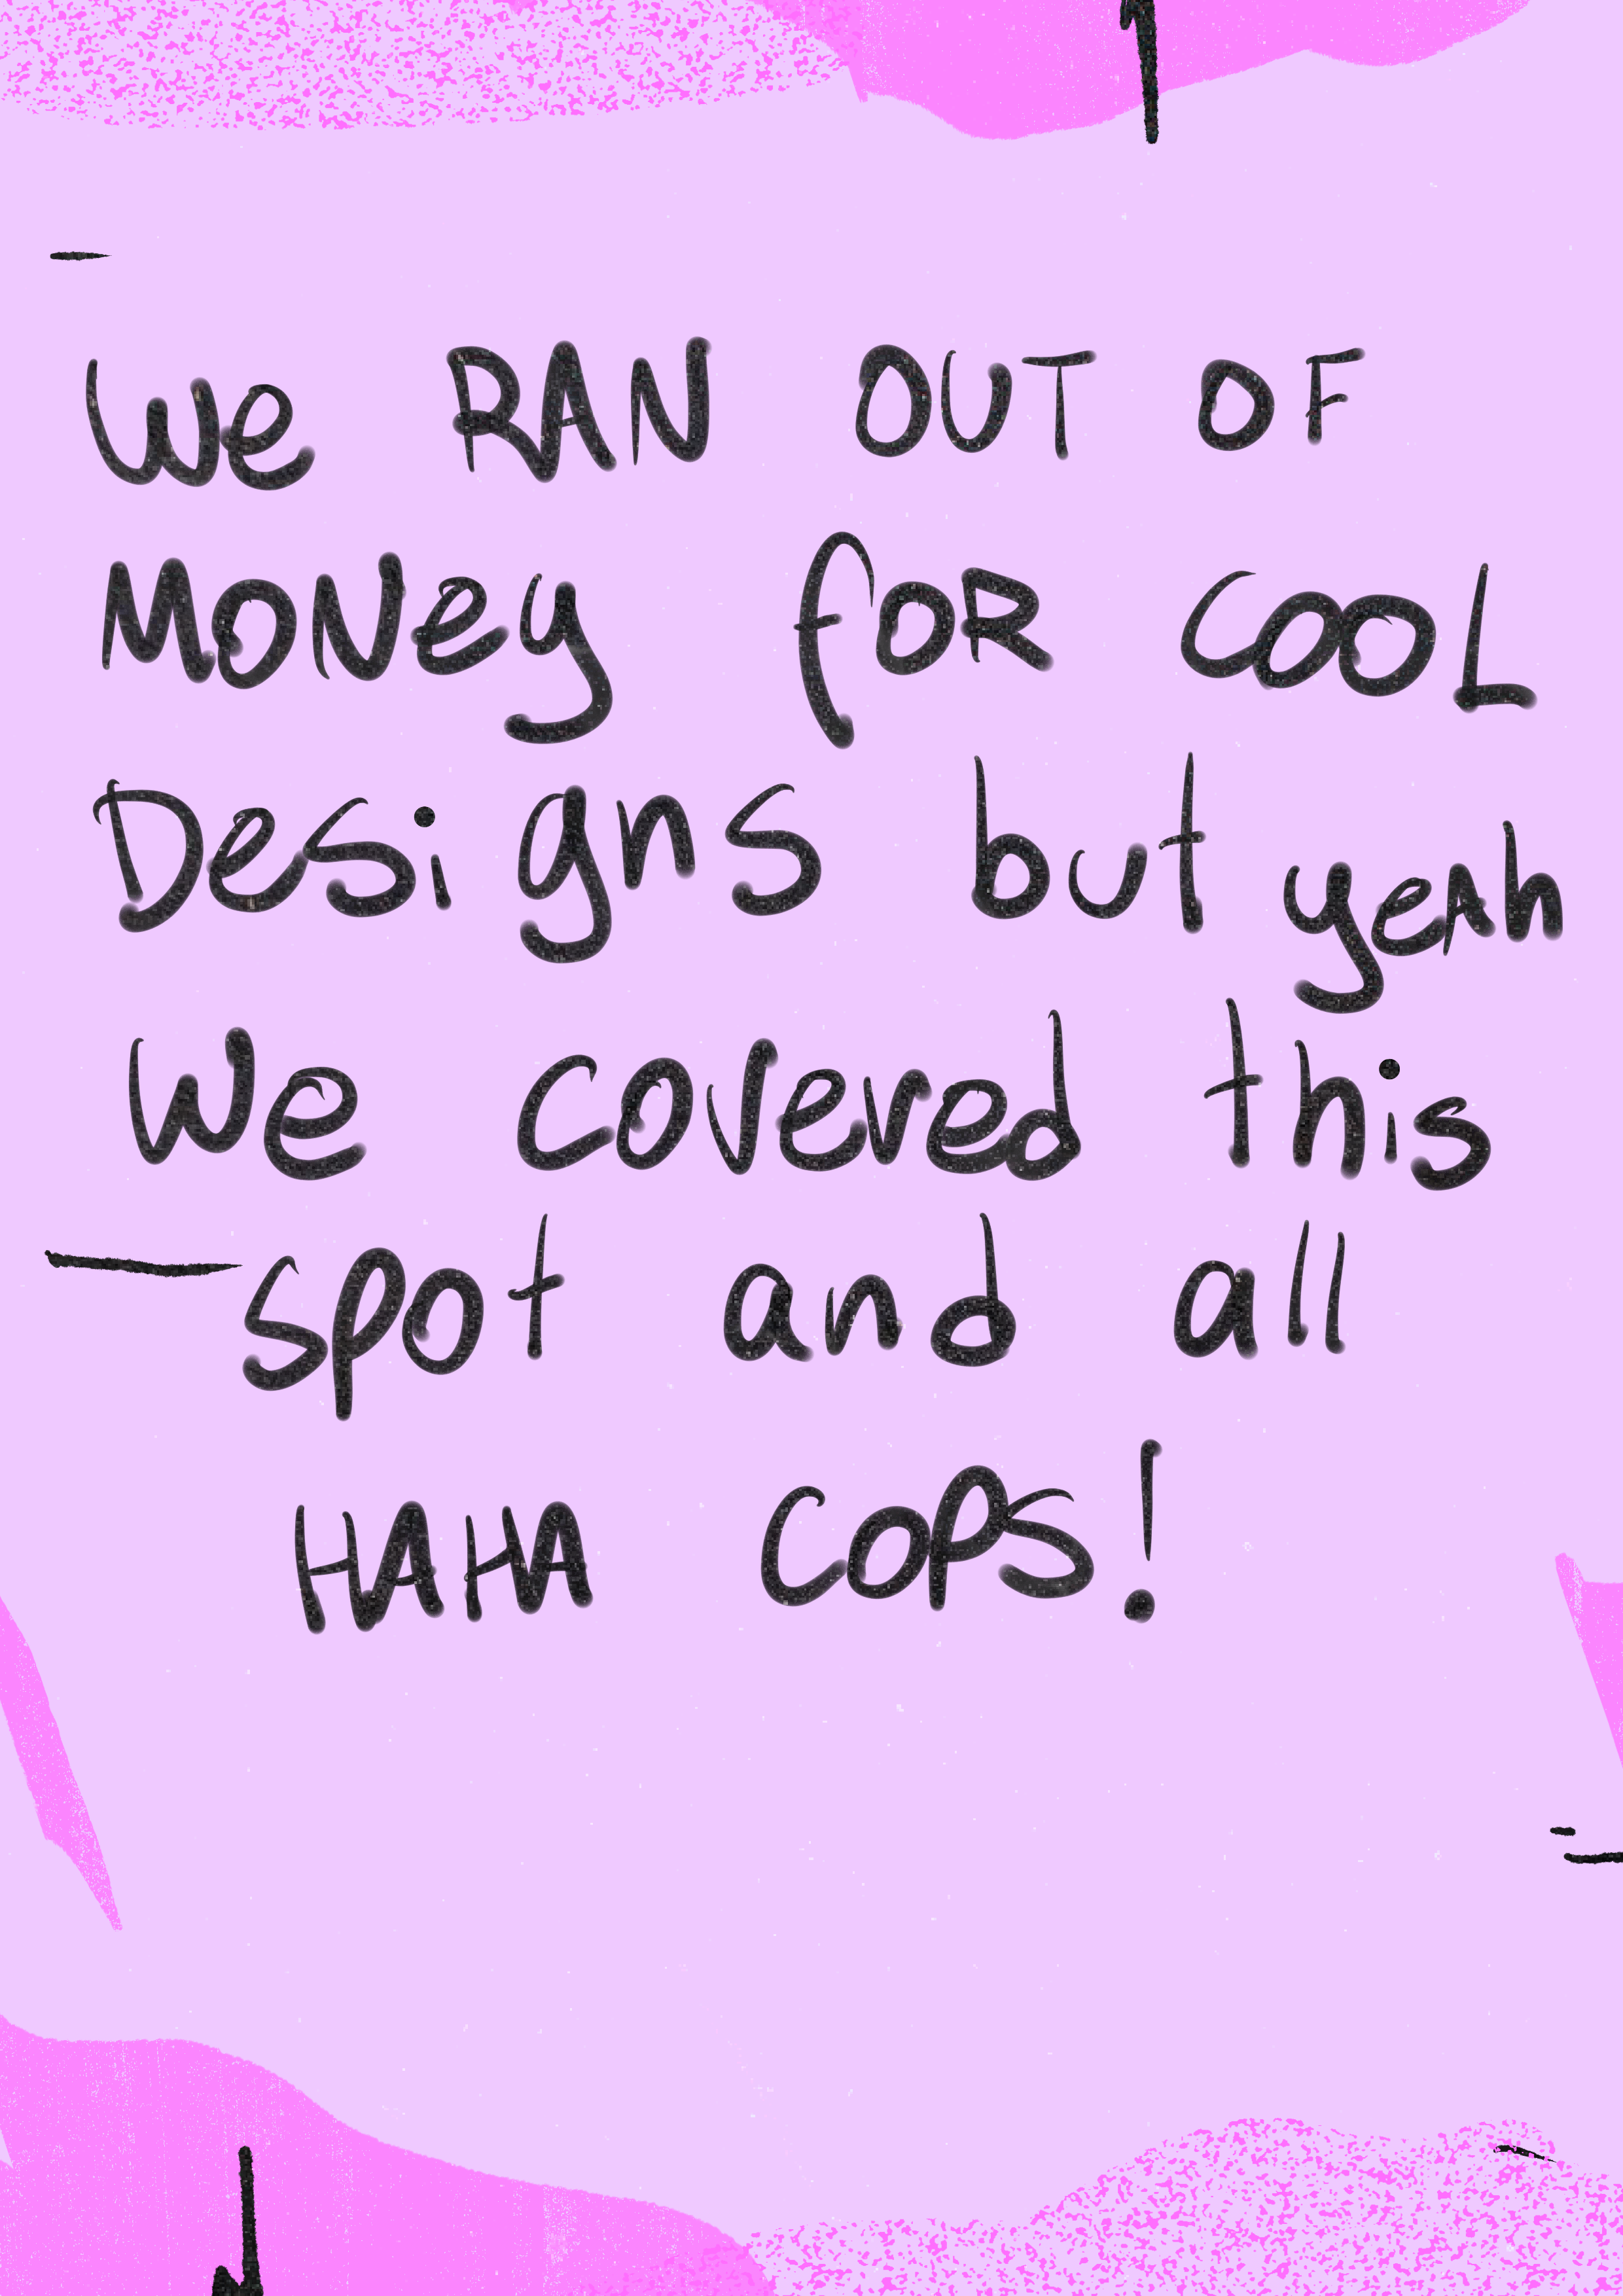 We RAN OUT OF
MONey foR COOL
Designs but yeAh
We covered this
spot and all
HAHA COPS!